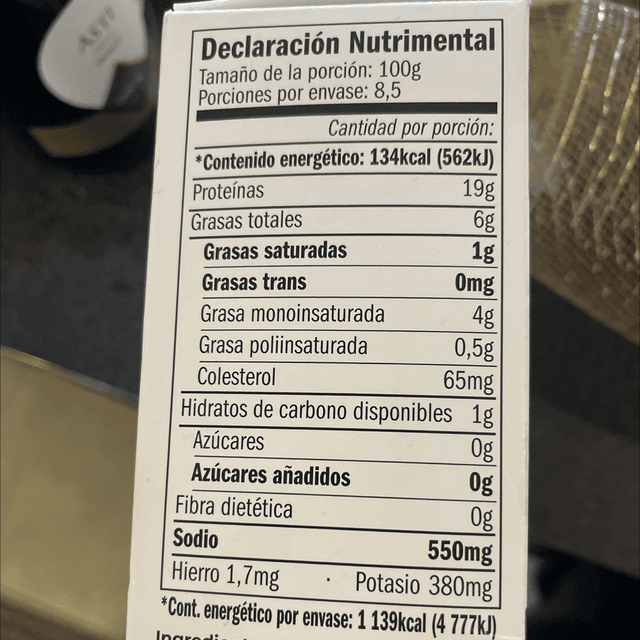 ASTI
Declaración Nutrimental
Tamaño de la porción: 100g
Porciones por envase: 8,5
Cantidad por porción:
*Contenido energético: 134kcal (562kJ)
Proteínas 19g
Grasas totales 6g
Grasas saturadas 1g
Grasas trans 0mg
Grasa monoinsaturada 4g
Grasa poliinsaturada 0,5g
Colesterol 65mg
Hidratos de carbono disponibles 1g
Azúcares 0g
Azúcares añadidos 0g
Fibra dietética 0g
Sodio 550mg
Hierro 1,7mg · Potasio 380mg
*Cont. energético por envase: 1 139kcal (4 777kJ)